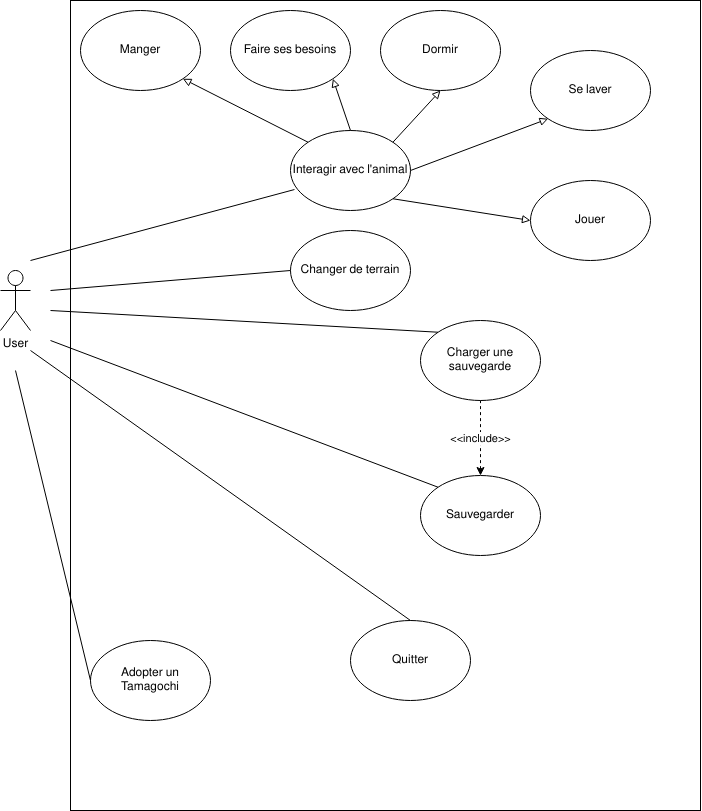 Manger
Faire ses besoins
Dormir
Se laver
Interagir avec l'animal
Jouer
Changer de terrain
User
Charger une
sauvegarde
<<include>>
Sauvegarder
Quitter
Adopter un
Tamagochi